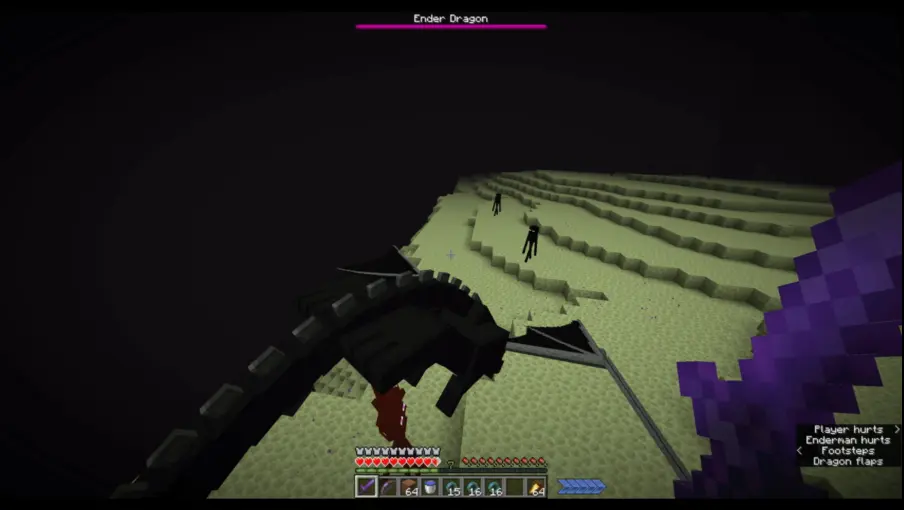 Ender Dragon
Player hurts >
Enderman hurts
< Footsteps
Dragon flaps
64 15 16 16 64